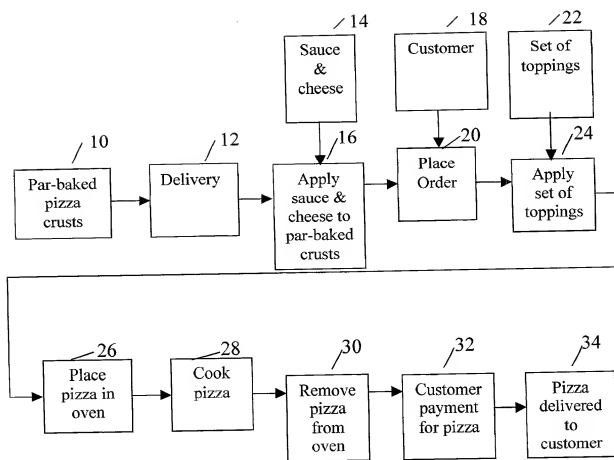 14
Sauce
&
cheese
18
Customer
22
Set of
toppings
10
Par-baked
pizza
crusts
12
Delivery
16
Apply
sauce &
cheese to
par-baked
crusts
20
Place
Order
24
Apply
set of
toppings
26
Place
pizza in
oven
28
Cook
pizza
30
Remove
pizza
from
oven
32
Customer
payment
for pizza
34
Pizza
delivered
to
customer